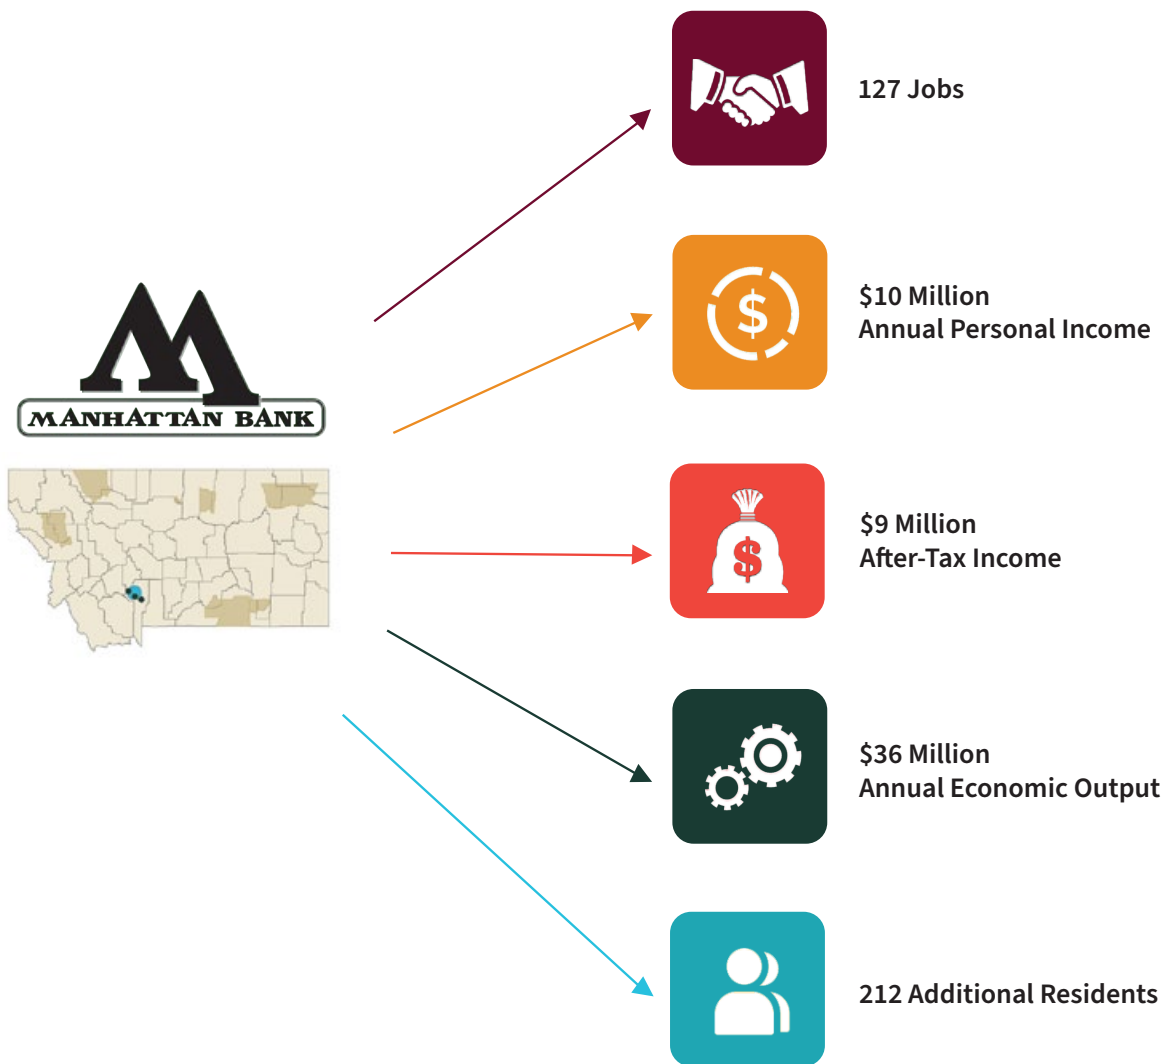 127 Jobs
$10 Million
Annual Personal Income
MANHATTAN BANK
$9 Million
After-Tax Income
$36 Million
Annual Economic Output
212 Additional Residents